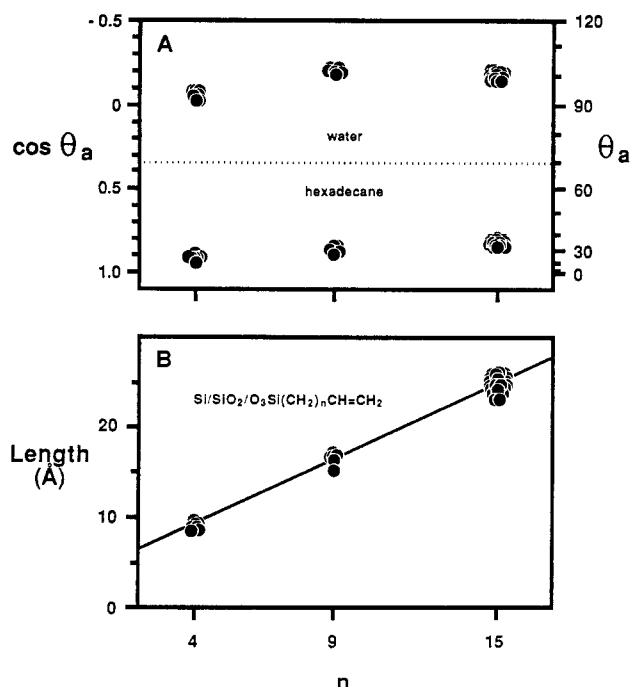 - 0.5
0
0.5
1.0
cos θa
A
water
hexadecane
120
90
60
30
0
θa
B
Si/SiO2/O3Si(CH2)nCH=CH2
20
10
0
Length
(Å)
4
9
15
n